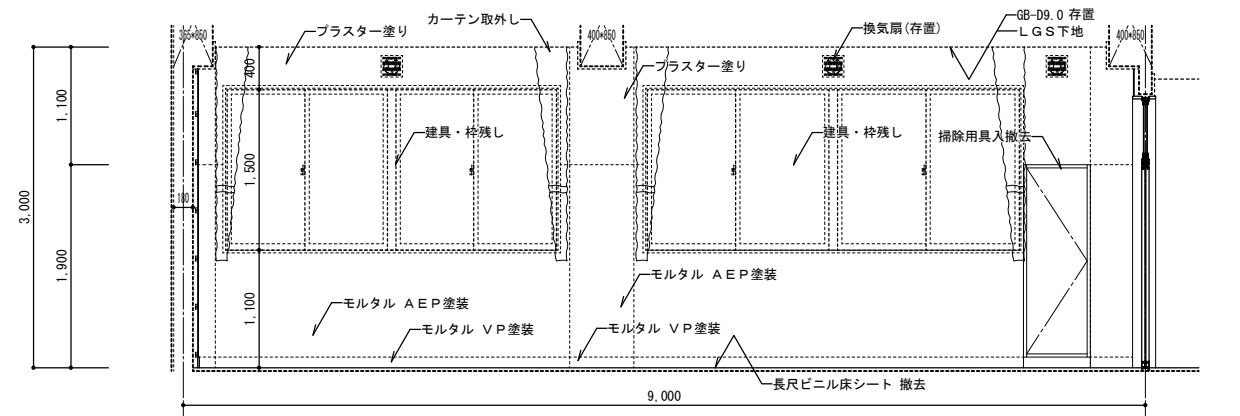 カーテン取外し
GB-D9.0 存置
365*850
プラスター塗り
400*850
換気扇(存置)
LGS下地
400*850
400
プラスター塗り
1,100
建具・枠残し
建具・枠残し
掃除用具入撤去
1,500
180
3,000
1,900
モルタル AEP塗装
モルタル AEP塗装
1,100
モルタル VP塗装
モルタル VP塗装
長尺ビニル床シート 撤去
9,000